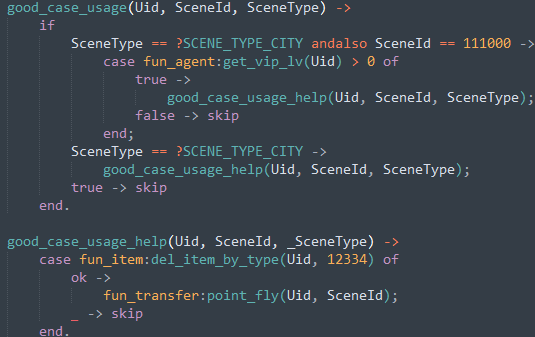 good_case_usage(Uid, SceneId, SceneType) ->
    if
        SceneType == ?SCENE_TYPE_CITY andalso SceneId == 111000 ->
            case fun_agent:get_vip_lv(Uid) > 0 of
                true ->
                    good_case_usage_help(Uid, SceneId, SceneType);
                false -> skip
            end;
        SceneType == ?SCENE_TYPE_CITY ->
            good_case_usage_help(Uid, SceneId, SceneType);
        true -> skip
    end.

good_case_usage_help(Uid, SceneId, _SceneType) ->
    case fun_item:del_item_by_type(Uid, 12334) of
        ok ->
            fun_transfer:point_fly(Uid, SceneId);
        _ -> skip
    end.